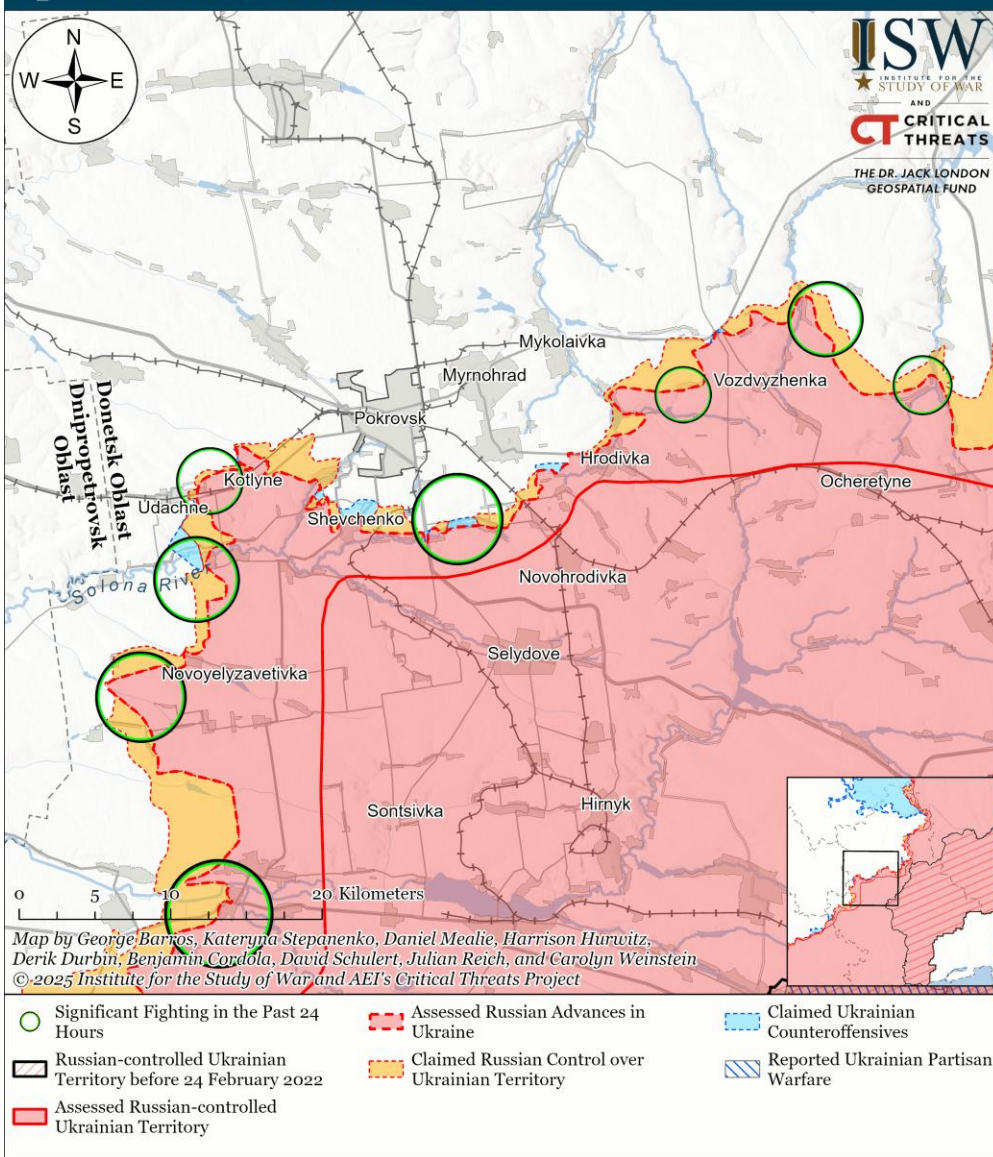 N
W
E
S
ISW
INSTITUTE FOR THE
STUDY OF WAR
AND
CT CRITICAL
THREATS
THE DR. JACK LONDON
GEOSPATIAL FUND
Mykolaivka
Myrnohrad
Vozdvyzhenka
Pokrovsk
Donetsk Oblast
Dnipropetrovsk
Oblast
Hrodivka
Kotlyne
Ocheretyne
Udachne
Shevchenko
Novohrodivka
Solona River
Selydove
Novoyelyzavetivka
Sontsivka
Hirnyk
0 5 10 20 Kilometers
Map by George Barros, Kateryna Stepanenko, Daniel Mealie, Harrison Hurwitz,
Derik Durbin, Benjamin Cordola, David Schulert, Julian Reich, and Carolyn Weinstein
© 2025 Institute for the Study of War and AEI's Critical Threats Project
Significant Fighting in the Past 24
Hours
Russian-controlled Ukrainian
Territory before 24 February 2022
Assessed Russian-controlled
Ukrainian Territory
Assessed Russian Advances in
Ukraine
Claimed Russian Control over
Ukrainian Territory
Claimed Ukrainian
Counteroffensives
Reported Ukrainian Partisan
Warfare